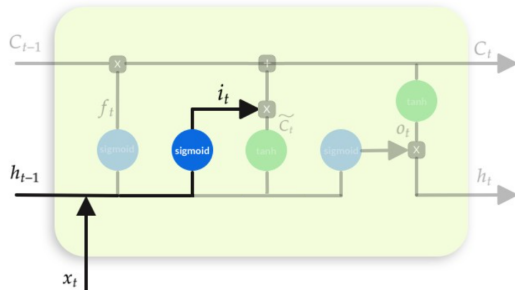 C_{t-1}
C_t
x
+
tanh
f_t
i_t
x
C̃_t
o_t
sigmoid
sigmoid
tanh
sigmoid
x
h_{t-1}
h_t
x_t